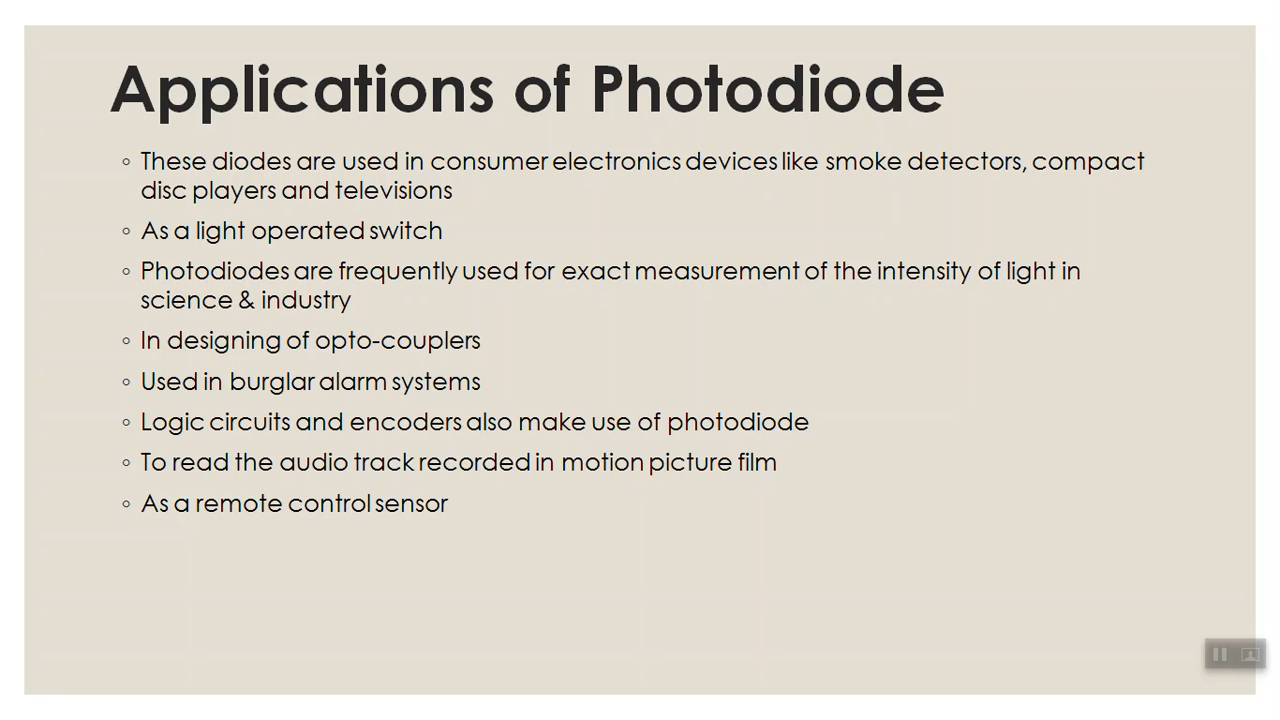 Applications of Photodiode
◦ These diodes are used in consumer electronics devices like smoke detectors, compact
disc players and televisions
◦ As a light operated switch
◦ Photodiodes are frequently used for exact measurement of the intensity of light in
science & industry
◦ In designing of opto-couplers
◦ Used in burglar alarm systems
◦ Logic circuits and encoders also make use of photodiode
◦ To read the audio track recorded in motion picture film
◦ As a remote control sensor